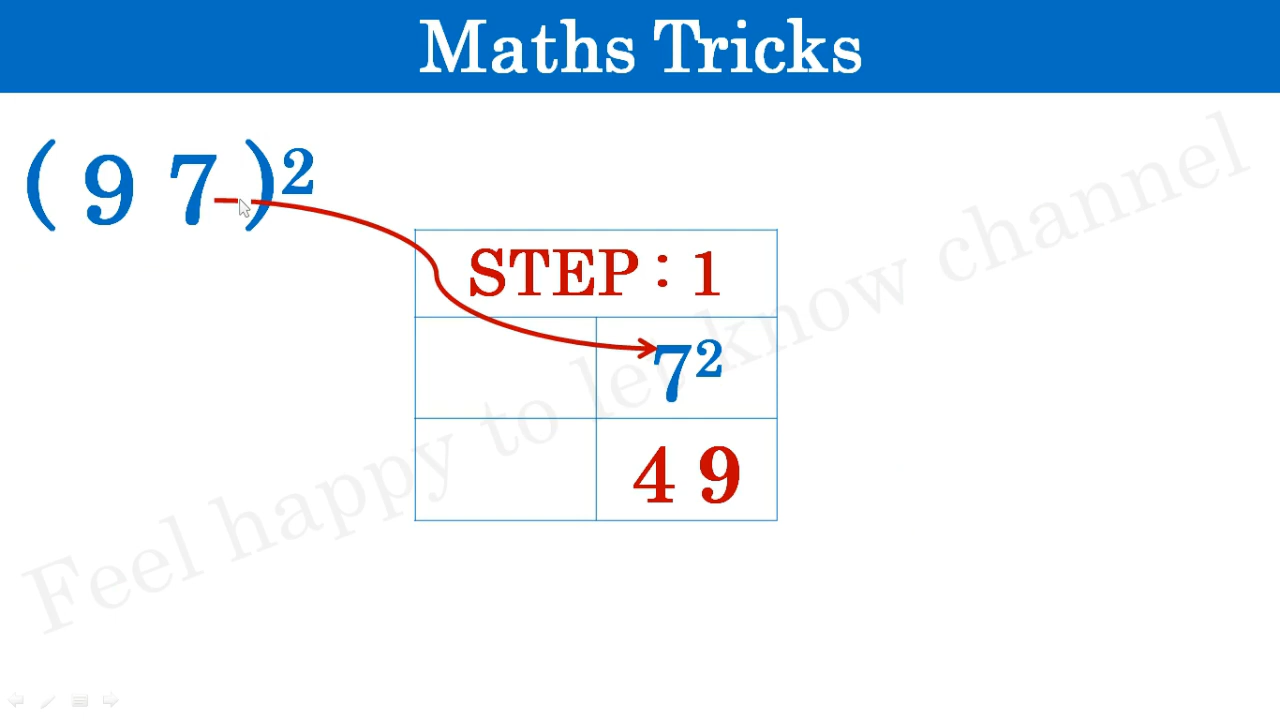 Maths Tricks
( 9 7 )²
STEP : 1
7²
4 9
Feel happy to let know channel